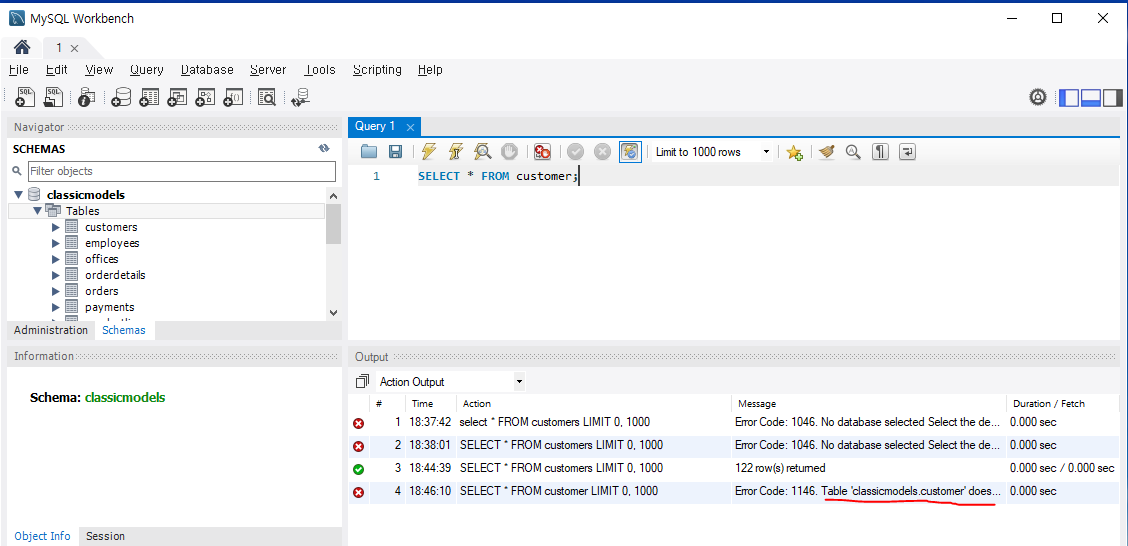 MySQL Workbench
1
File Edit View Query Database Server Tools Scripting Help
Navigator
SCHEMAS
Filter objects
classicmodels
Tables
customers
employees
offices
orderdetails
orders
payments
Administration Schemas
Information
Schema: classicmodels
Object Info Session
Query 1
Limit to 1000 rows
1 SELECT * FROM customer;
Output
Action Output
# Time Action Message Duration / Fetch
1 18:37:42 select * FROM customers LIMIT 0, 1000 Error Code: 1046. No database selected Select the de... 0.000 sec
2 18:38:01 SELECT * FROM customers LIMIT 0, 1000 Error Code: 1046. No database selected Select the de... 0.000 sec
3 18:44:39 SELECT * FROM customers LIMIT 0, 1000 122 row(s) returned 0.000 sec / 0.000 sec
4 18:46:10 SELECT * FROM customer LIMIT 0, 1000 Error Code: 1146. Table 'classicmodels.customer' does... 0.000 sec